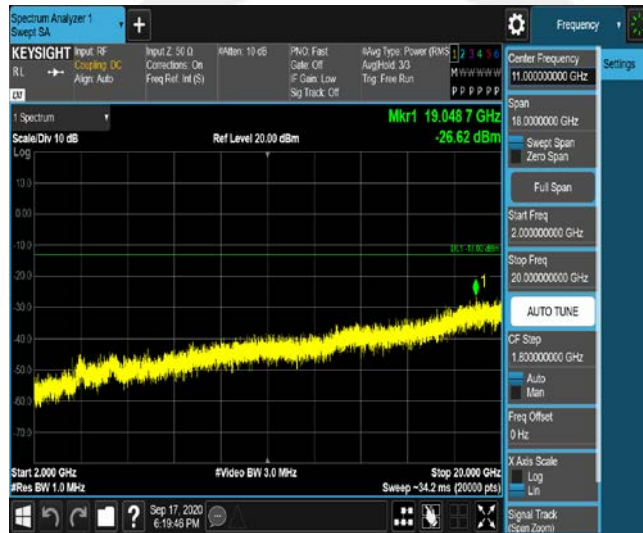 Spectrum Analyzer 1
Swept SA
+
Frequency
KEYSIGHT
RL
Input: RF
Coupling: DC
Align: Auto
Input Z: 50 Ω
Corrections: On
Freq Ref: Int (S)
#Atten: 10 dB
PNO: Fast
Gate: Off
IF Gain: Low
Sig Track: Off
#Avg Type: Power (RMS
Avg|Hold: 3/3
Trig: Free Run
1 2 3 4 5 6
M W W W W W
P P P P P P
1 Spectrum
Scale/Div 10 dB
Log
Ref Level 20.00 dBm
Mkr1 19.048 7 GHz
-26.62 dBm
10.0
0.00
-10.0
-20.0
-30.0
-50.0
-60.0
-70.0
DL1 -13.00 dBm
1
Start 2.000 GHz
#Res BW 1.0 MHz
#Video BW 3.0 MHz
Stop 20.000 GHz
Sweep ~34.2 ms (20000 pts)
Sep 17, 2020
6:19:46 PM
Center Frequency
11.000000000 GHz
Span
18.0000000 GHz
Swept Span
Zero Span
Full Span
Start Freq
2.000000000 GHz
Stop Freq
20.000000000 GHz
AUTO TUNE
CF Step
1.800000000 GHz
Auto
Man
Freq Offset
0 Hz
X Axis Scale
Log
Lin
Signal Track
(Span Zoom)
Settings